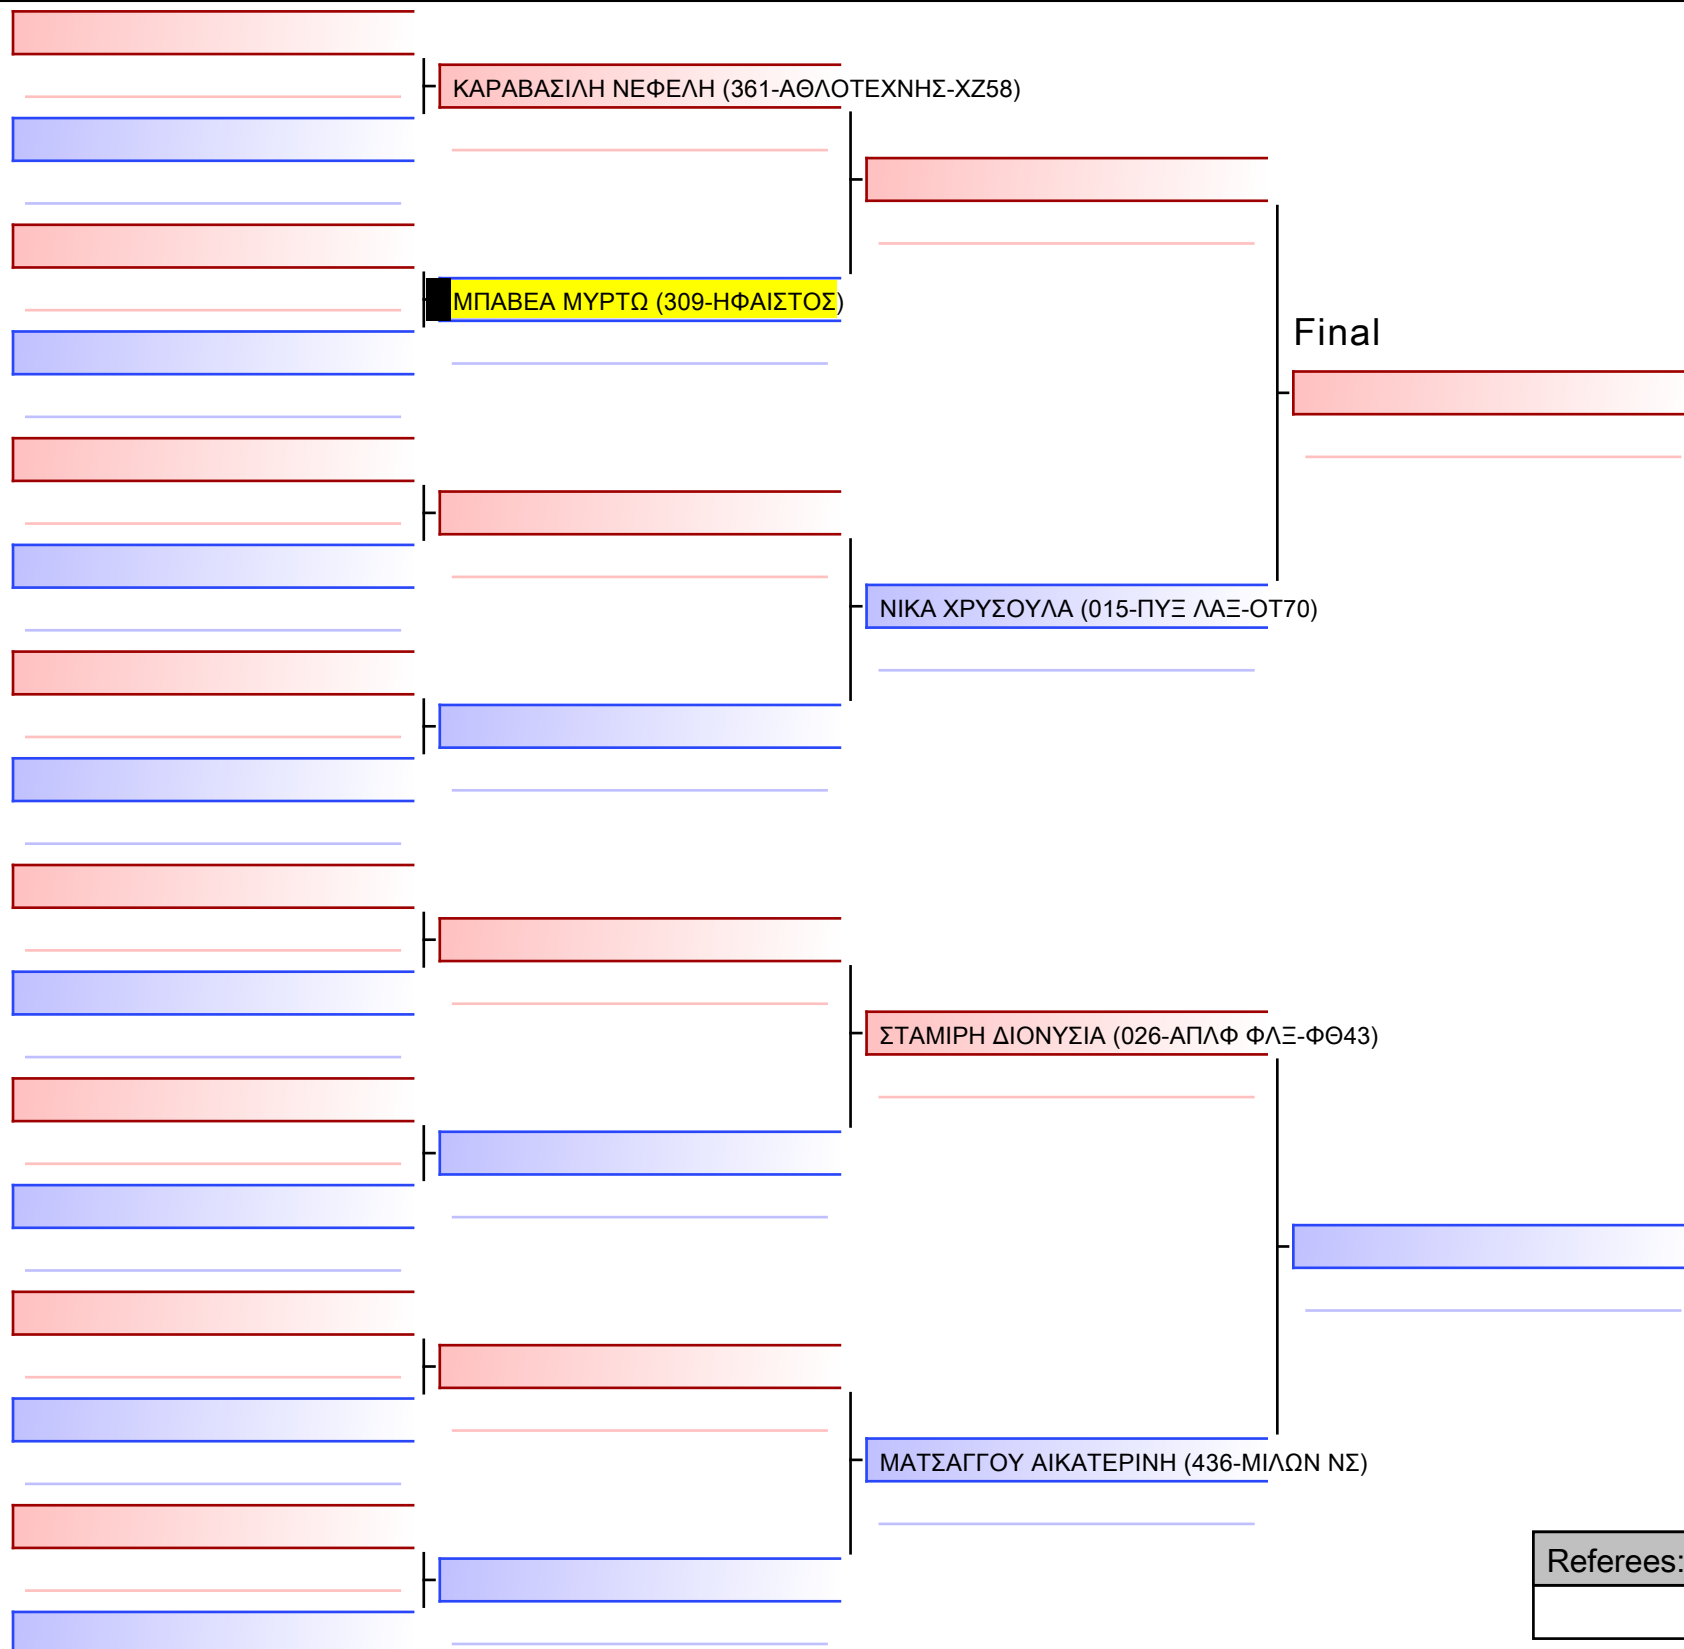 ΚΑΡΑΒΑΣΙΛΗ ΝΕΦΕΛΗ (361-ΑΘΛΟΤΕΧΝΗΣ-ΧΖ58)
ΜΠΑΒΕΑ ΜΥΡΤΩ (309-ΗΦΑΙΣΤΟΣ)
Final
ΝΙΚΑ ΧΡΥΣΟΥΛΑ (015-ΠΥΞ ΛΑΞ-ΟΤ70)
ΣΤΑΜΙΡΗ ΔΙΟΝΥΣΙΑ (026-ΑΠΛΦ ΦΛΞ-ΦΘ43)
ΜΑΤΣΑΓΓΟΥ ΑΙΚΑΤΕΡΙΝΗ (436-ΜΙΛΩΝ ΝΣ)
Referees: